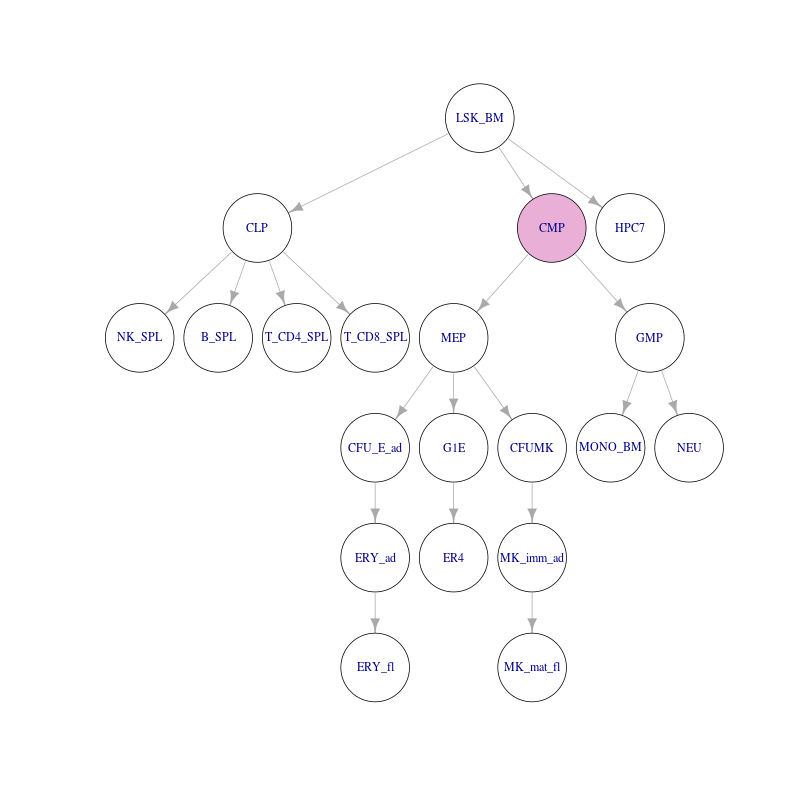 LSK_BM
CLP
CMP
HPC7
NK_SPL
B_SPL
T_CD4_SPL
T_CD8_SPL
MEP
GMP
CFU_E_ad
G1E
CFUMK
MONO_BM
NEU
ERY_ad
ER4
MK_imm_ad
ERY_fl
MK_mat_fl